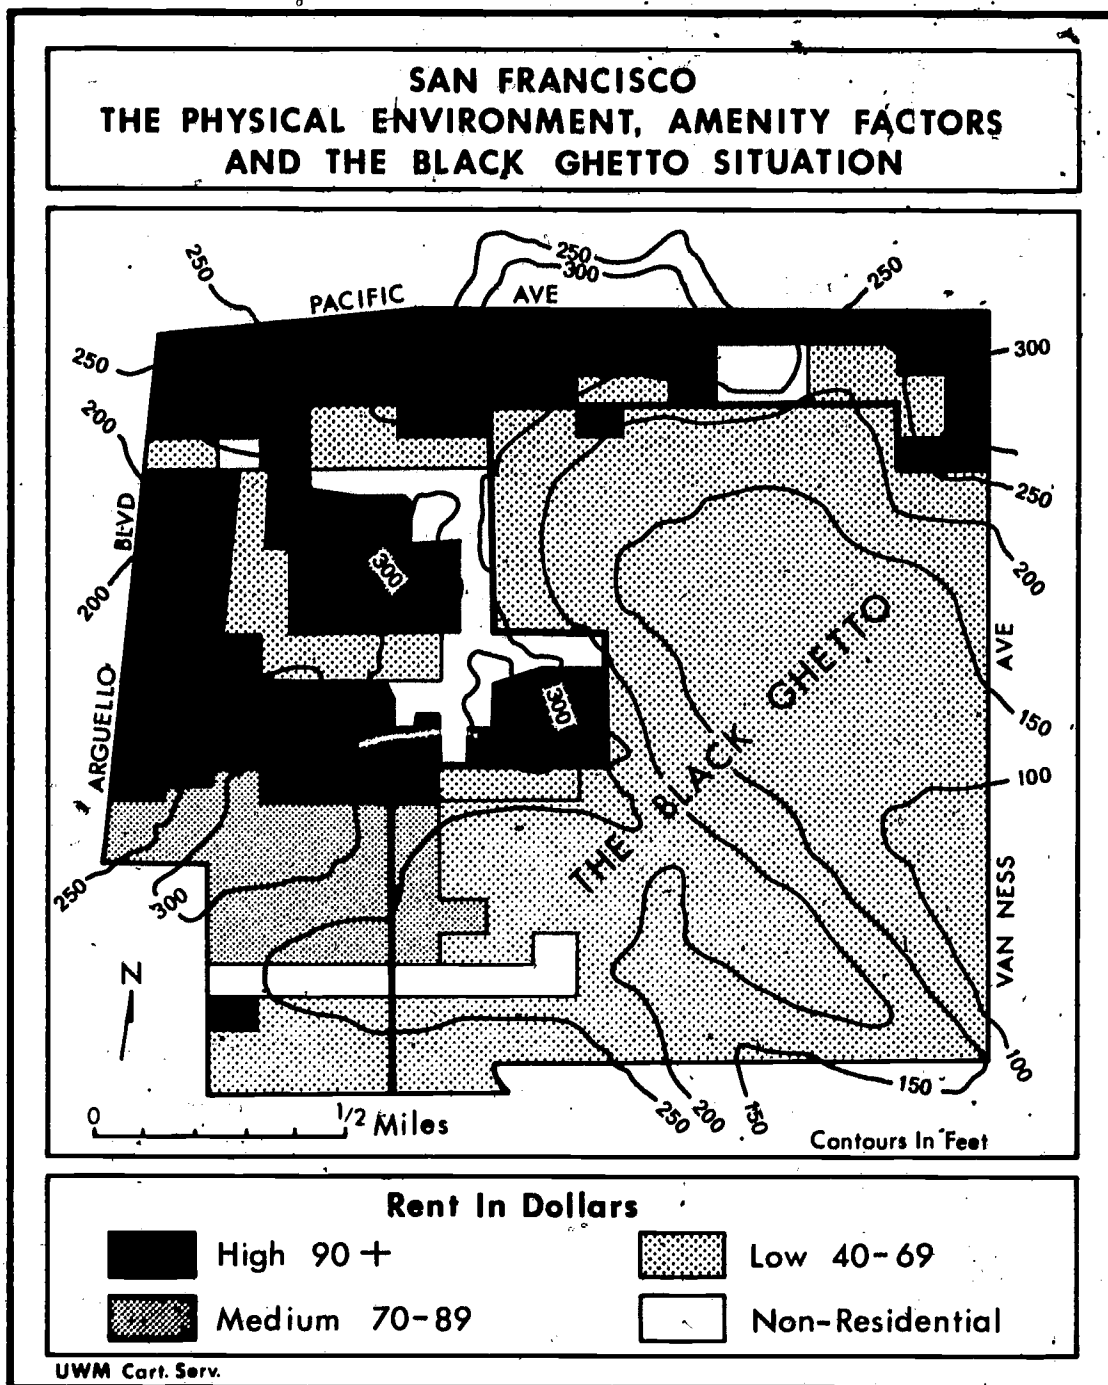 SAN FRANCISCO
THE PHYSICAL ENVIRONMENT, AMENITY FACTORS
AND THE BLACK GHETTO SITUATION
250
250
300
250
PACIFIC AVE
300
250
200
250
200
BLVD
300
200
THE BLACK GHETTO
AVE
300
150
ARGUELLO
100
VAN NESS
250
300
N
100
150
250
200
150
0 1/2 Miles
Contours In Feet
Rent In Dollars
High 90+
Low 40-69
Medium 70-89
Non-Residential
UWM Cart. Serv.